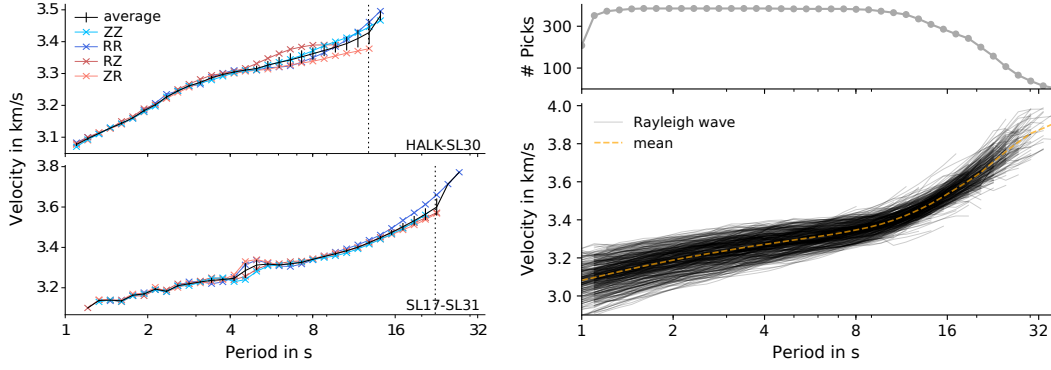 Velocity in km/s
3.5
3.4
3.3
3.2
3.1
average
ZZ
RR
RZ
ZR
HALK-SL30
3.8
3.6
3.4
3.2
SL17-SL31
1
2
4
8
16
32
Period in s
# Picks
300
100
Velocity in km/s
4.0
3.8
3.6
3.4
3.2
3.0
Rayleigh wave
mean
1
2
4
8
16
32
Period in s